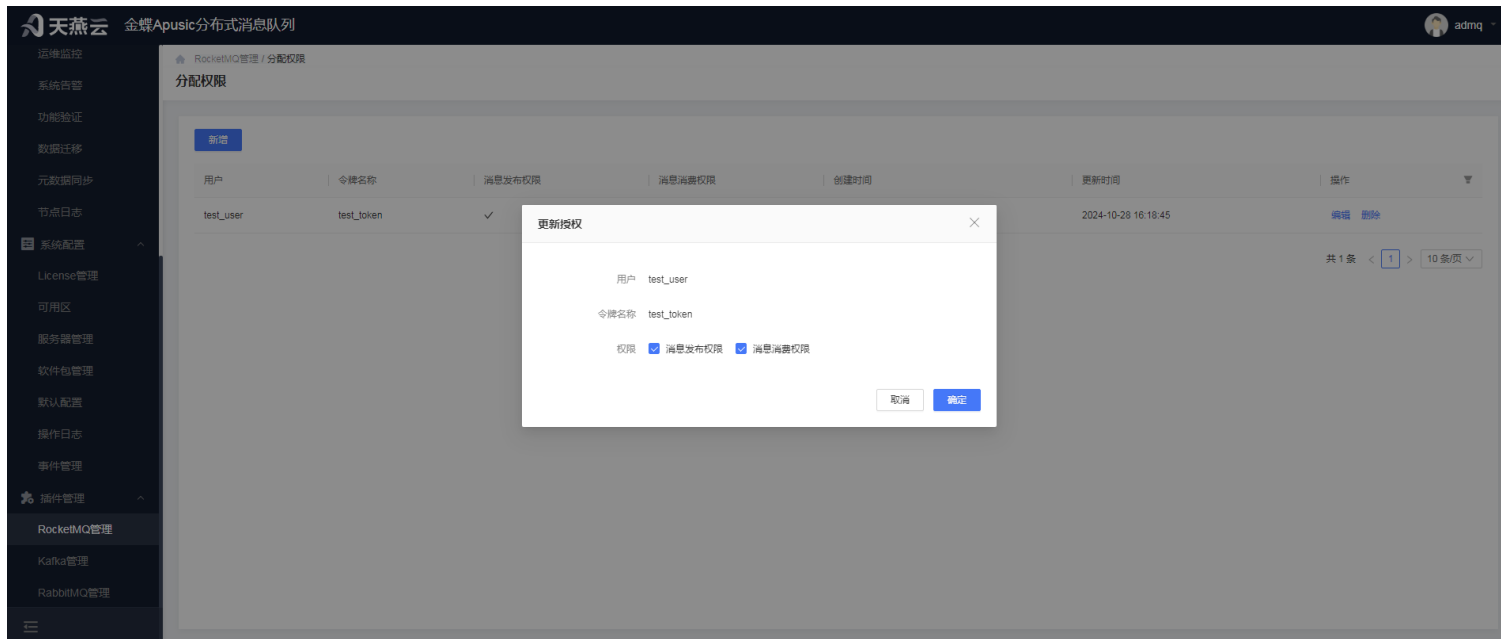 天燕云 金蝶Apusic分布式消息队列
admq
运维监控
系统告警
功能验证
数据迁移
元数据同步
节点日志
系统配置
License管理
可用区
服务器管理
软件包管理
默认配置
操作日志
事件管理
插件管理
RocketMQ管理
Kafka管理
RabbitMQ管理
RocketMQ管理 / 分配权限
分配权限
新增
用户 令牌名称 消息发布权限 消息消费权限 创建时间 更新时间 操作
test_user test_token 2024-10-28 16:18:45 编辑 删除
共 1 条 < 1 > 10 条/页
更新授权
用户 test_user
令牌名称 test_token
权限 消息发布权限 消息消费权限
取消 确定